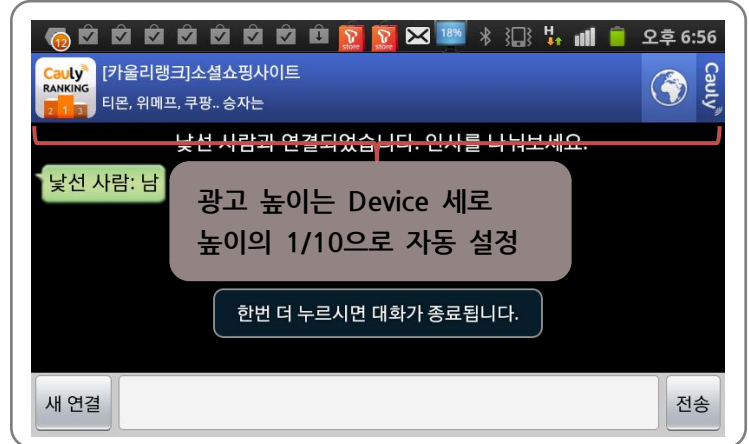 12
store
store
18%
H
오후 6:56
Cauly
RANKING
2 1 3
[카울리랭크]소셜쇼핑사이트
티몬, 위메프, 쿠팡.. 승자는
Cauly
낯선 사람과 연결되었습니다. 인사를 나눠보세요.
낯선 사람: 남
광고 높이는 Device 세로
높이의 1/10으로 자동 설정
한번 더 누르시면 대화가 종료됩니다.
새 연결
전송